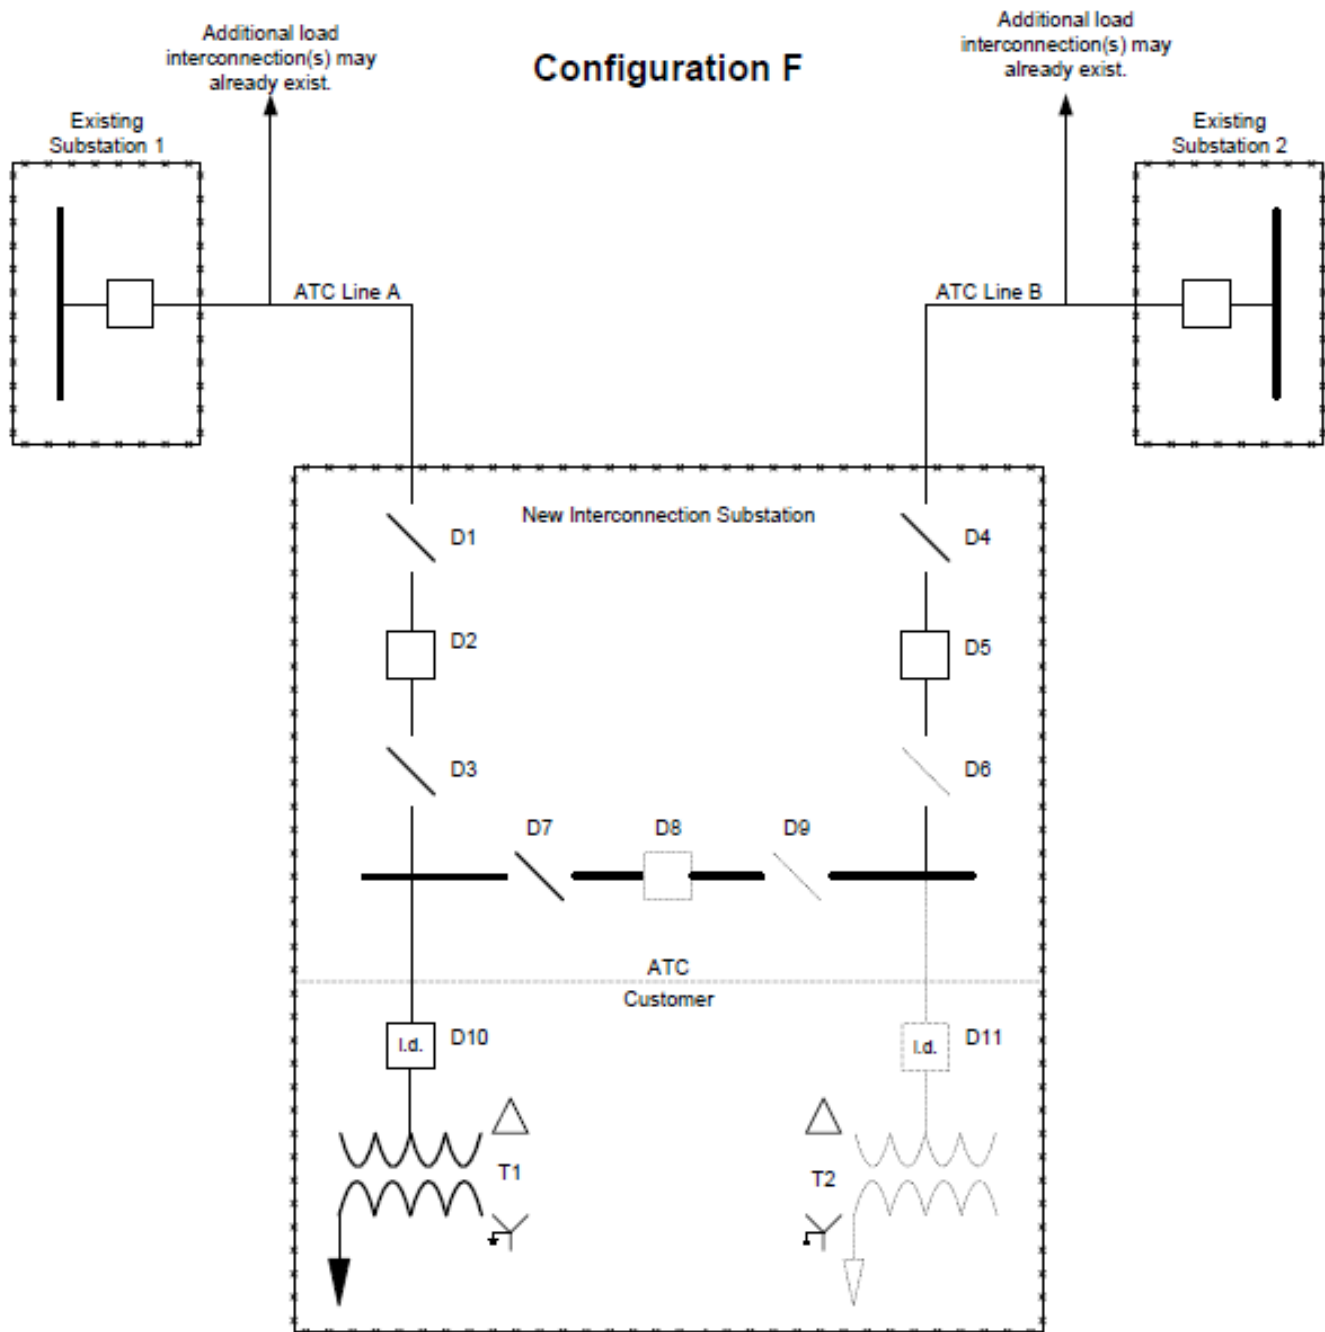 Additional load
interconnection(s) may
already exist.
Configuration F
Additional load
interconnection(s) may
already exist.
Existing
Substation 1
Existing
Substation 2
ATC Line A
ATC Line B
New Interconnection Substation
D1
D4
D2
D5
D3
D6
D7
D8
D9
ATC
Customer
I.d.
D10
I.d.
D11
T1
T2